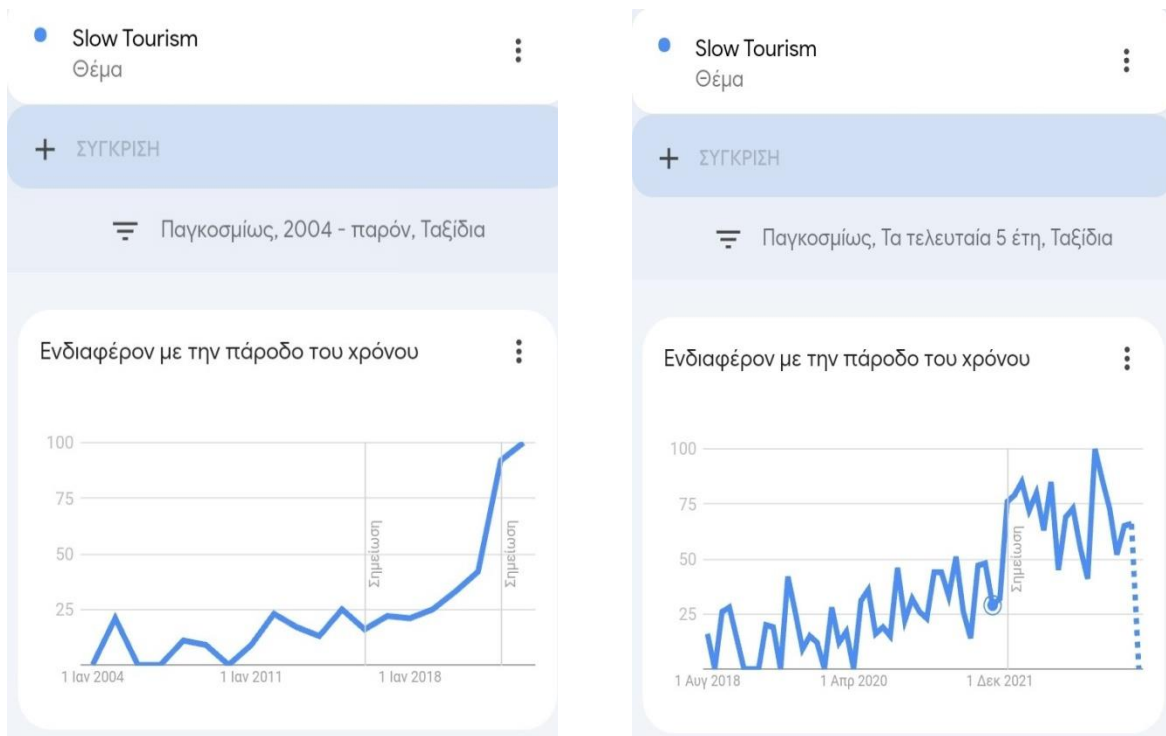 Slow Tourism
Θέμα
ΣΥΓΚΡΙΣΗ
Παγκοσμίως, 2004 - παρόν, Ταξίδια
Ενδιαφέρον με την πάροδο του χρόνου
100
75
50
25
Σημείωση
Σημείωση
1 Ιαν 2004
1 Ιαν 2011
1 Ιαν 2018
Slow Tourism
Θέμα
ΣΥΓΚΡΙΣΗ
Παγκοσμίως, Τα τελευταία 5 έτη, Ταξίδια
Ενδιαφέρον με την πάροδο του χρόνου
100
75
50
25
Σημείωση
1 Αυγ 2018
1 Απρ 2020
1 Δεκ 2021